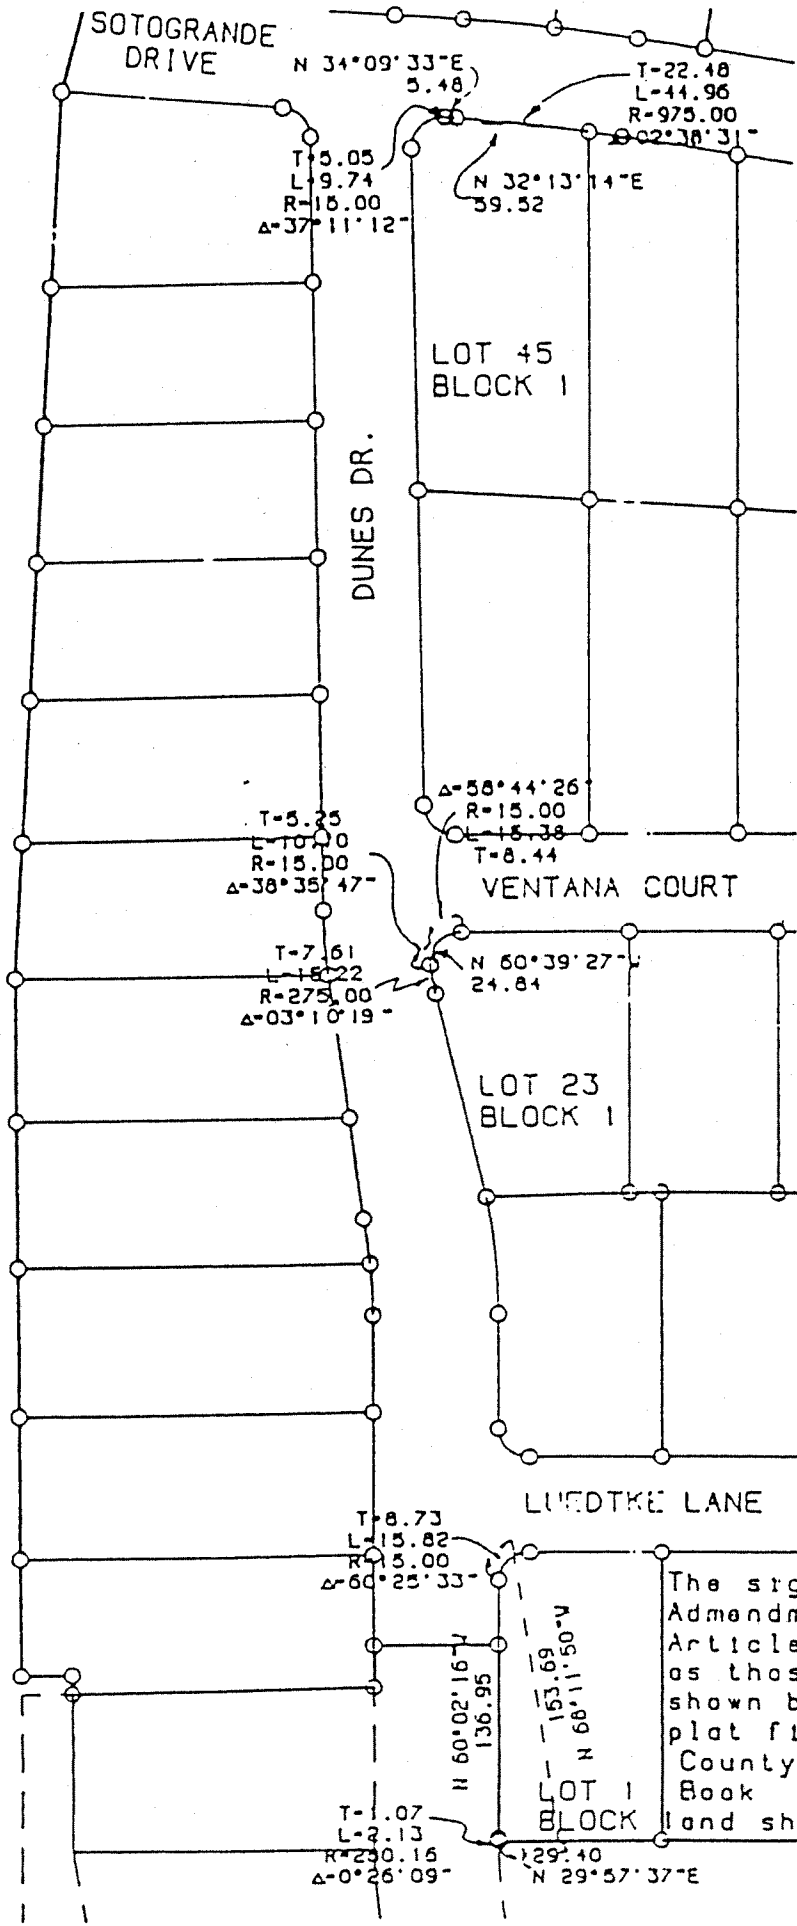 SOTOGRANDE
DRIVE
N 34°09'33"E
5.48
T=22.48
L=44.96
R=975.00
02°38'31"
T=5.05
L=9.74
R=15.00
Δ=37°11'12"
N 32°13'14"E
59.52
LOT 45
BLOCK 1
DUNES DR.
Δ=58°44'26"
R=15.00
L=15.38
T=8.44
T=5.25
L=10.10
R=15.00
Δ=38°35'47"
VENTANA COURT
T=7.61
L=15.22
R=275.00
Δ=03°10'19"
N 60°39'27"W
24.84
LOT 23
BLOCK 1
LUEDTKE LANE
T=8.73
L=15.82
R=15.00
Δ=60°25'33"
The sig
Admendm
Article
as thos
shown b
plat fi
County
Book
land sh
N 60°02'16"W
136.95
153.69
N 68°11'50"W
LOT 1
BLOCK 1
T=1.07
L=2.13
R=280.15
Δ=0°26'09"
129.40
N 29°57'37"E